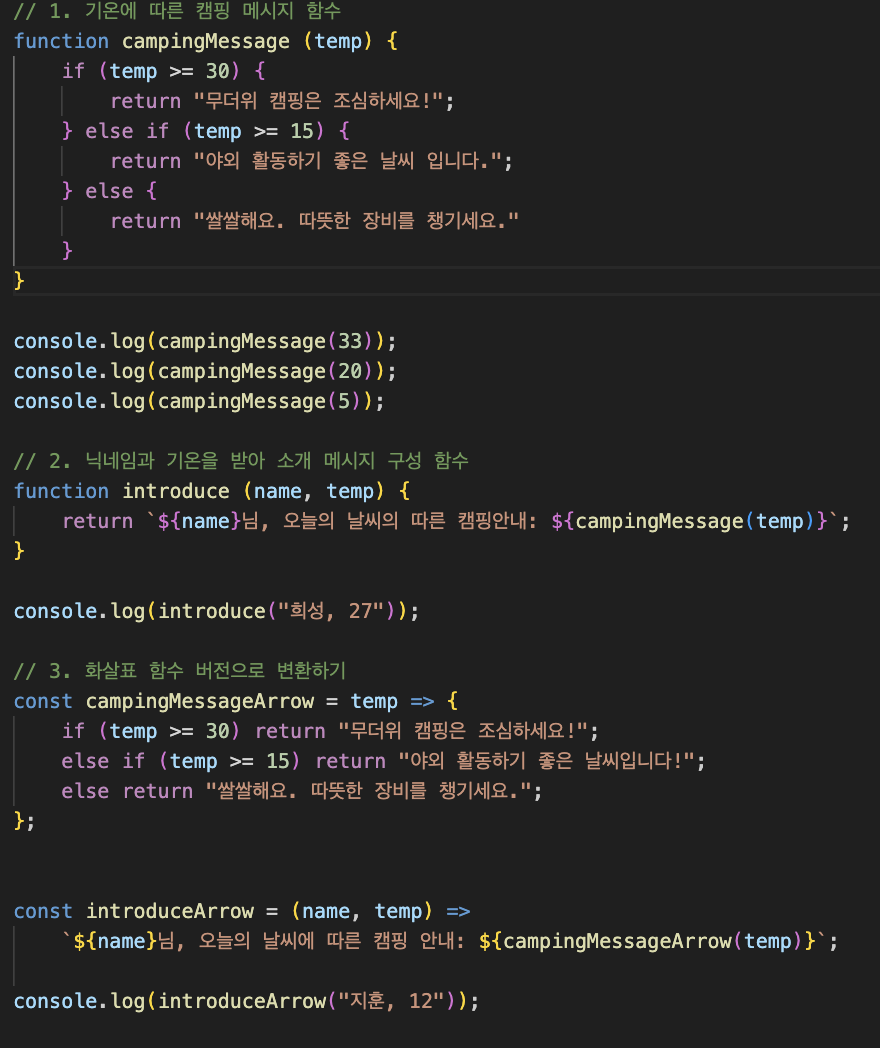 // 1. 기온에 따른 캠핑 메시지 함수
function campingMessage (temp) {
    if (temp >= 30) {
        return "무더위 캠핑은 조심하세요!";
    } else if (temp >= 15) {
        return "야외 활동하기 좋은 날씨 입니다.";
    } else {
        return "쌀쌀해요. 따뜻한 장비를 챙기세요."
    }
}

console.log(campingMessage(33));
console.log(campingMessage(20));
console.log(campingMessage(5));

// 2. 닉네임과 기온을 받아 소개 메시지 구성 함수
function introduce (name, temp) {
    return `${name}님, 오늘의 날씨의 따른 캠핑안내: ${campingMessage(temp)}`;
}

console.log(introduce("희성, 27"));

// 3. 화살표 함수 버전으로 변환하기
const campingMessageArrow = temp => {
    if (temp >= 30) return "무더위 캠핑은 조심하세요!";
    else if (temp >= 15) return "야외 활동하기 좋은 날씨입니다!";
    else return "쌀쌀해요. 따뜻한 장비를 챙기세요.";
};


const introduceArrow = (name, temp) =>
    `${name}님, 오늘의 날씨에 따른 캠핑 안내: ${campingMessageArrow(temp)}`;

console.log(introduceArrow("지훈, 12"));